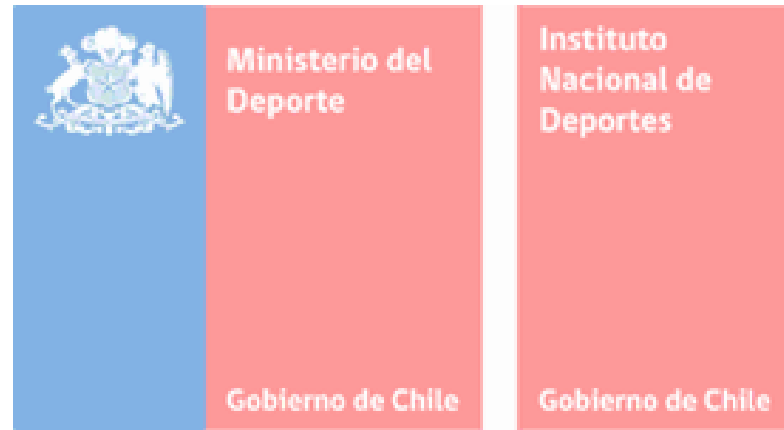 Ministerio del
Deporte
Gobierno de Chile
Instituto
Nacional de
Deportes
Gobierno de Chile